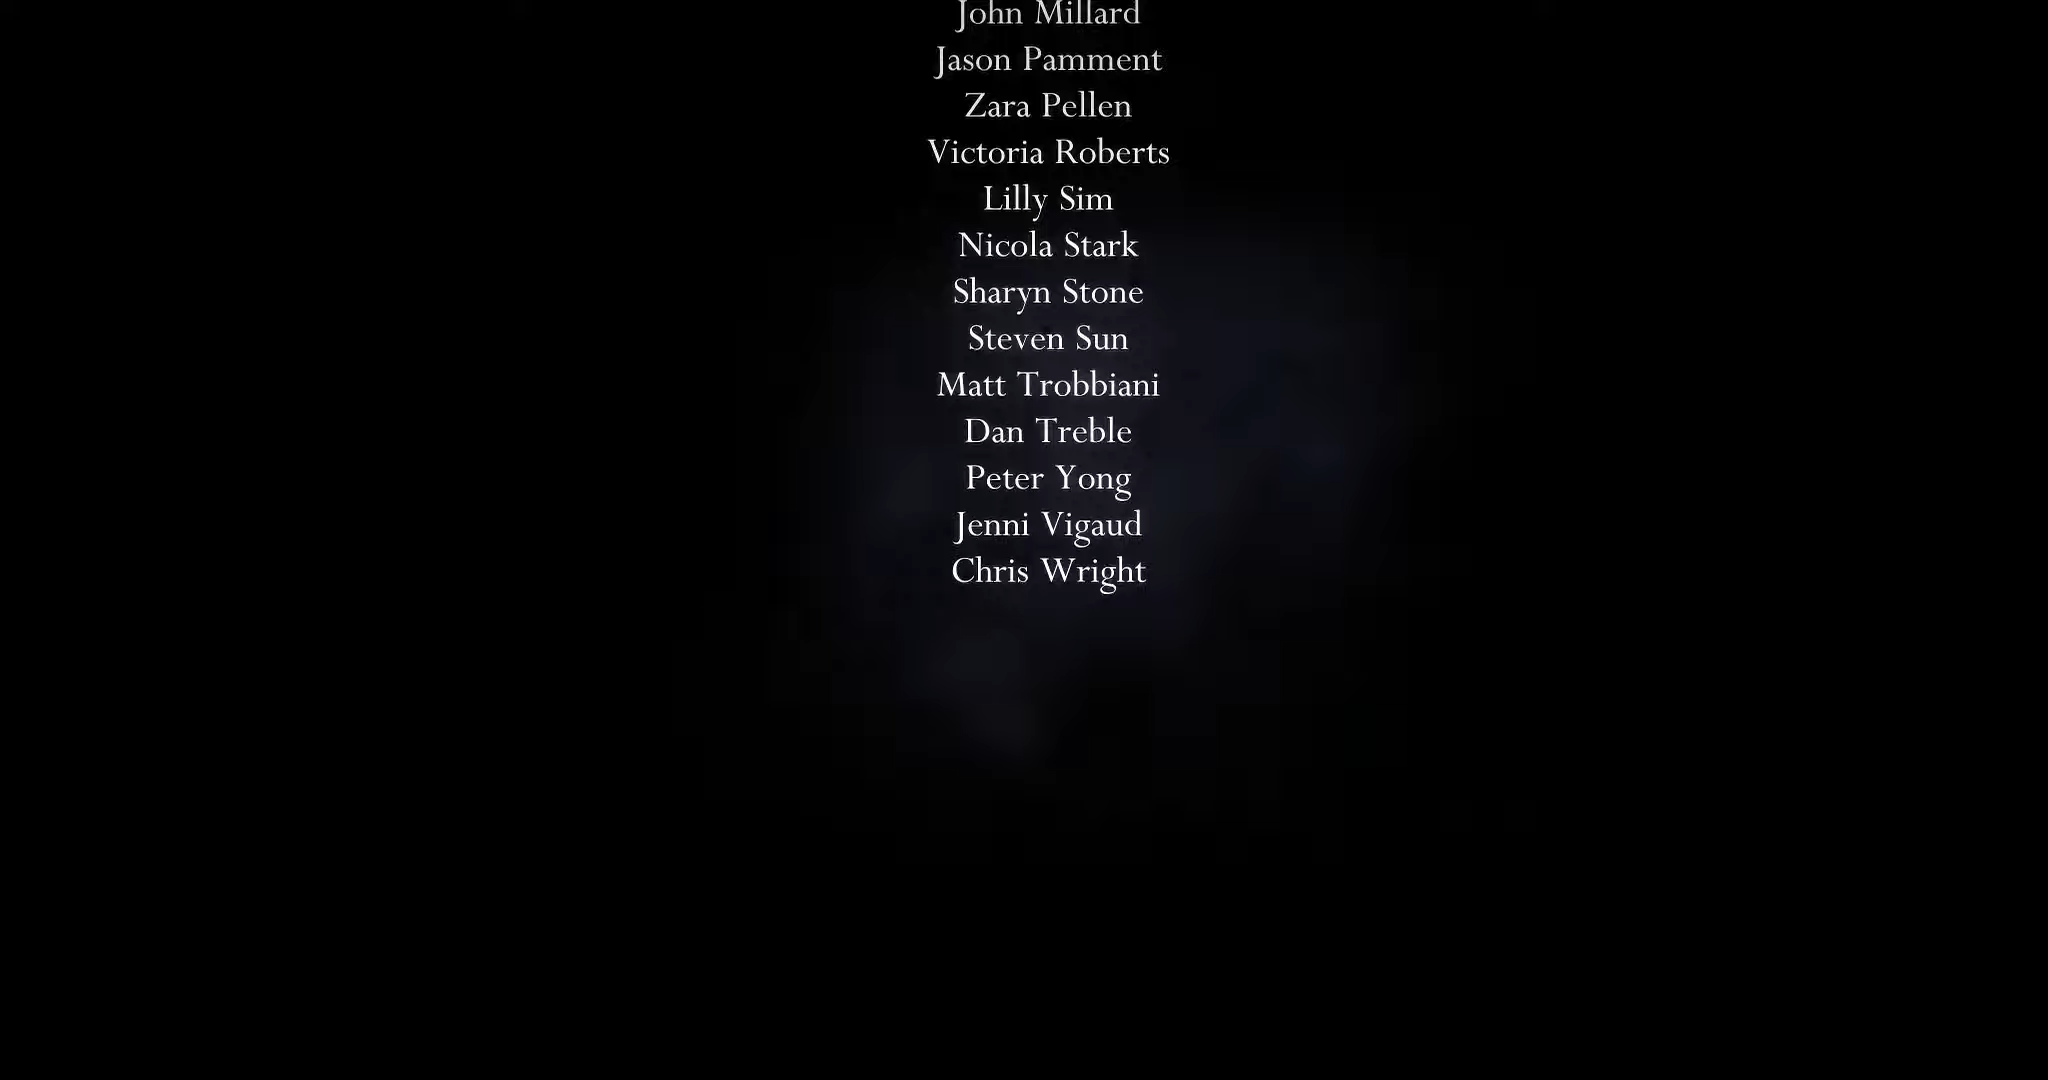 John Millard
Jason Pamment
Zara Pellen
Victoria Roberts
Lilly Sim
Nicola Stark
Sharyn Stone
Steven Sun
Matt Trobbiani
Dan Treble
Peter Yong
Jenni Vigaud
Chris Wright